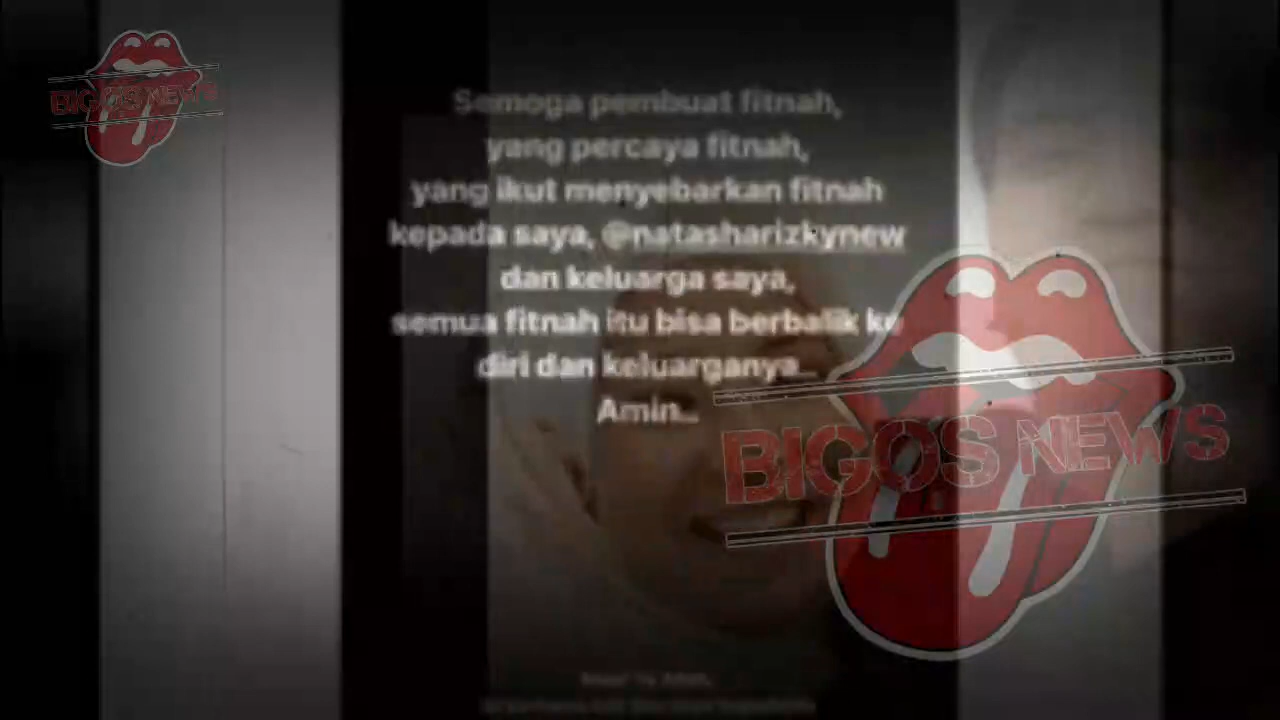 BIGOS NEWS
Semoga pembuat fitnah,
yang percaya fitnah,
yang ikut menyebarkan fitnah
kepada saya, @natasharizkynew
dan keluarga saya,
semua fitnah itu bisa berbalik ke
diri dan keluarganya..
Amin..
BIGOS NEWS